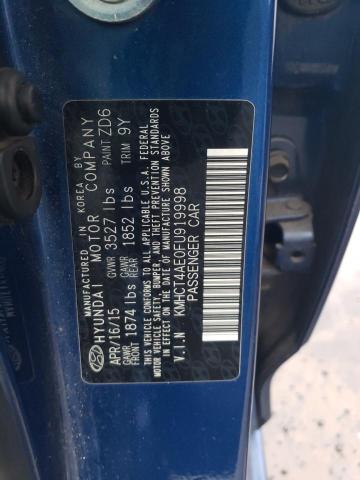 MANUFACTURED IN KOREA BY
HYUNDAI MOTOR COMPANY
APR/16/15 GVWR 3527 lbs PAINT ZD6
GAWR FRONT 1874 lbs GAWR REAR 1852 lbs TRIM 9Y
THIS VEHICLE CONFORMS TO ALL APPLICABLE U.S.A. FEDERAL
MOTOR VEHICLE SAFETY, BUMPER, AND THEFT PREVENTION
STANDARDS IN EFFECT ON THE DATE OF MANUFACTURE SHOWN ABOVE
V.I.N KMHCT4AE0FU919998
PASSENGER CAR